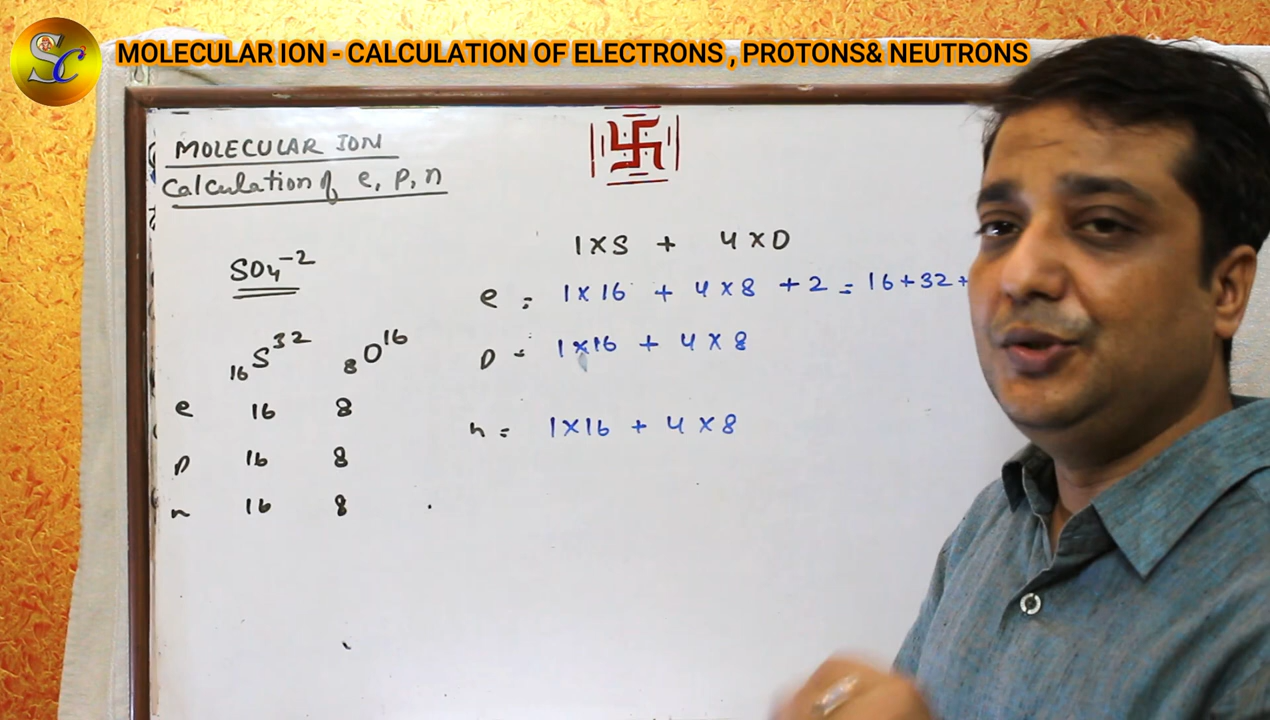 Sc
MOLECULAR ION - CALCULATION OF ELECTRONS , PROTONS& NEUTRONS
MOLECULAR ION
Calculation of e, p, n
SO₄⁻²
₁₆S³² ₈O¹⁶
e 16 8
p 16 8
n 16 8
1×S + 4×O
e = 1×16 + 4×8 +2 = 16+32+
p = 1×16 + 4×8
n = 1×16 + 4×8